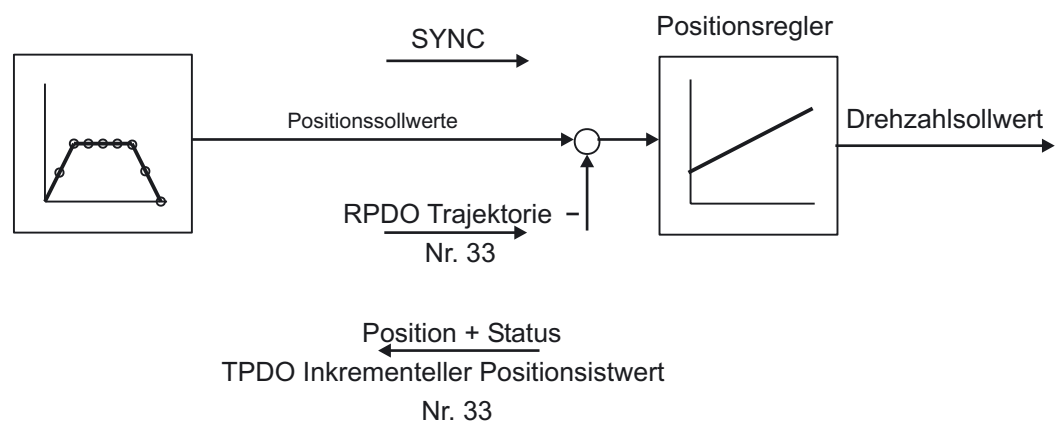 SYNC
Positionsregler
Positionssollwerte
Drehzahlsollwert
RPDO Trajektorie –
Nr. 33
Position + Status
TPDO Inkrementeller Positionsistwert
Nr. 33